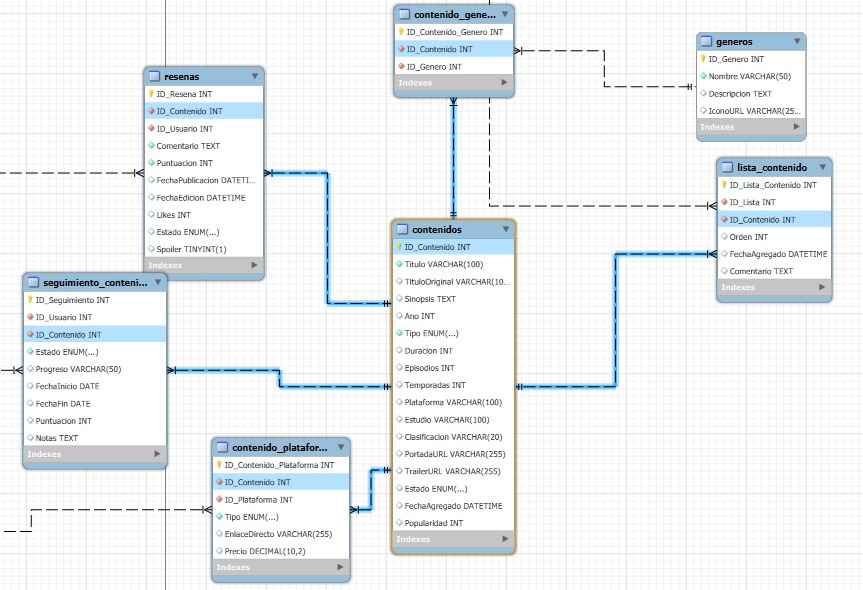 contenido_gene...
ID_Contenido_Genero INT
ID_Contenido INT
ID_Genero INT
Indexes
generos
ID_Genero INT
Nombre VARCHAR(50)
Descripcion TEXT
IconoURL VARCHAR(25...
Indexes
resenas
ID_Resena INT
ID_Contenido INT
ID_Usuario INT
Comentario TEXT
Puntuacion INT
FechaPublicacion DATETI...
FechaEdicion DATETIME
Likes INT
Estado ENUM(...)
Spoiler TINYINT(1)
Indexes
lista_contenido
ID_Lista_Contenido INT
ID_Lista INT
ID_Contenido INT
Orden INT
FechaAgregado DATETIME
Comentario TEXT
Indexes
contenidos
ID_Contenido INT
Titulo VARCHAR(100)
TituloOriginal VARCHAR(10...
Sinopsis TEXT
Ano INT
Tipo ENUM(...)
Duracion INT
Episodios INT
Temporadas INT
Plataforma VARCHAR(100)
Estudio VARCHAR(100)
Clasificacion VARCHAR(20)
PortadaURL VARCHAR(255)
TrailerURL VARCHAR(255)
Estado ENUM(...)
FechaAgregado DATETIME
Popularidad INT
Indexes
seguimiento_conteni...
ID_Seguimiento INT
ID_Usuario INT
ID_Contenido INT
Estado ENUM(...)
Progreso VARCHAR(50)
FechaInicio DATE
FechaFin DATE
Puntuacion INT
Notas TEXT
Indexes
contenido_platafor...
ID_Contenido_Plataforma INT
ID_Contenido INT
ID_Plataforma INT
Tipo ENUM(...)
EnlaceDirecto VARCHAR(255)
Precio DECIMAL(10,2)
Indexes